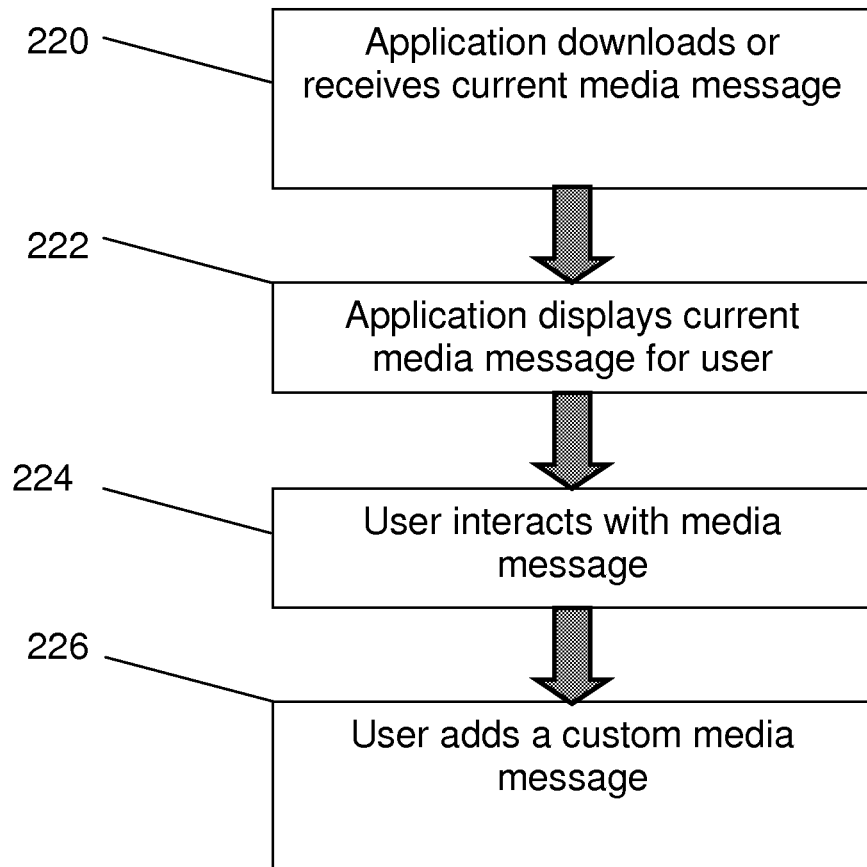 220
Application downloads or
receives current media message
222
Application displays current
media message for user
224
User interacts with media
message
226
User adds a custom media
message